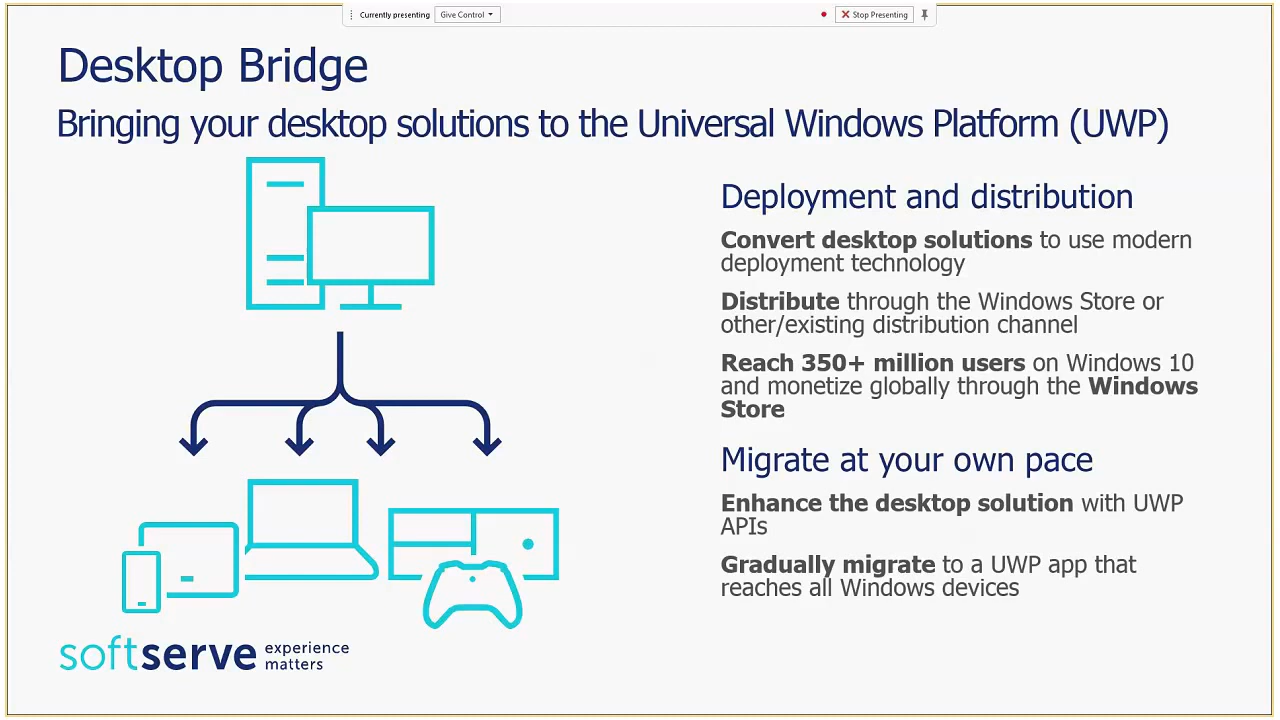 Currently presenting
Give Control
Stop Presenting
Desktop Bridge
Bringing your desktop solutions to the Universal Windows Platform (UWP)
Deployment and distribution
Convert desktop solutions to use modern
deployment technology
Distribute through the Windows Store or
other/existing distribution channel
Reach 350+ million users on Windows 10
and monetize globally through the Windows
Store
Migrate at your own pace
Enhance the desktop solution with UWP
APIs
Gradually migrate to a UWP app that
reaches all Windows devices
softserve experience
matters